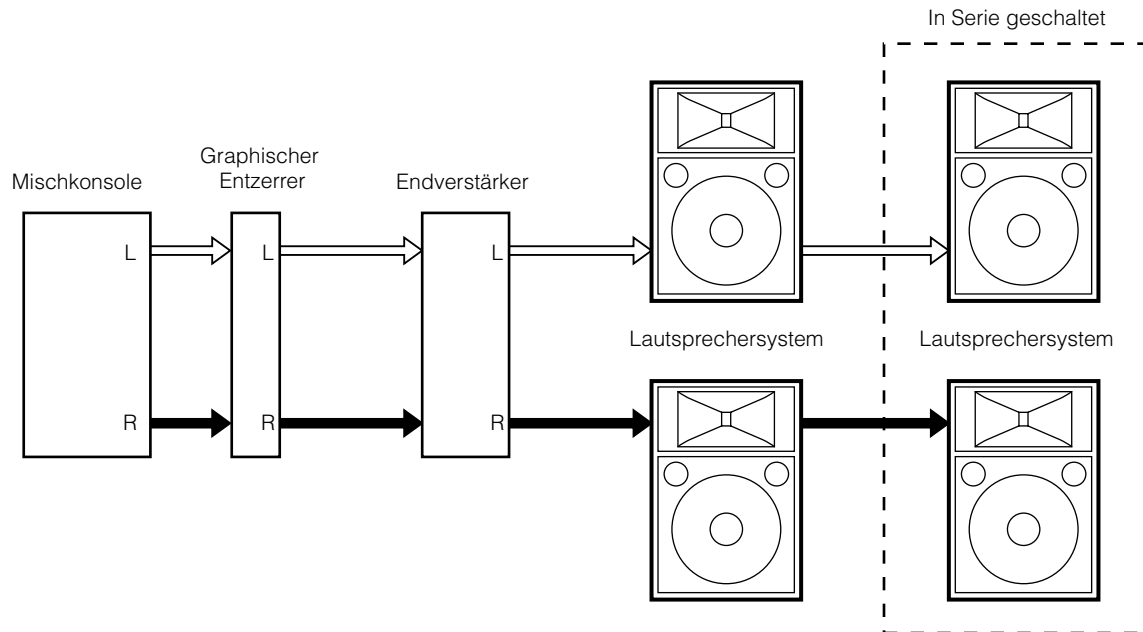 In Serie geschaltet
Graphischer
Entzerrer
Mischkonsole
Endverstärker
L
L
L
Lautsprechersystem
Lautsprechersystem
R
R
R